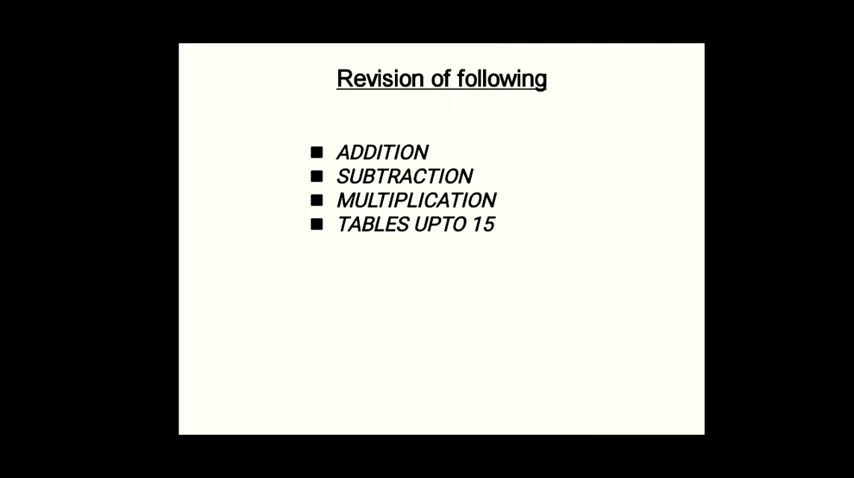 Revision of following
■ ADDITION
■ SUBTRACTION
■ MULTIPLICATION
■ TABLES UPTO 15